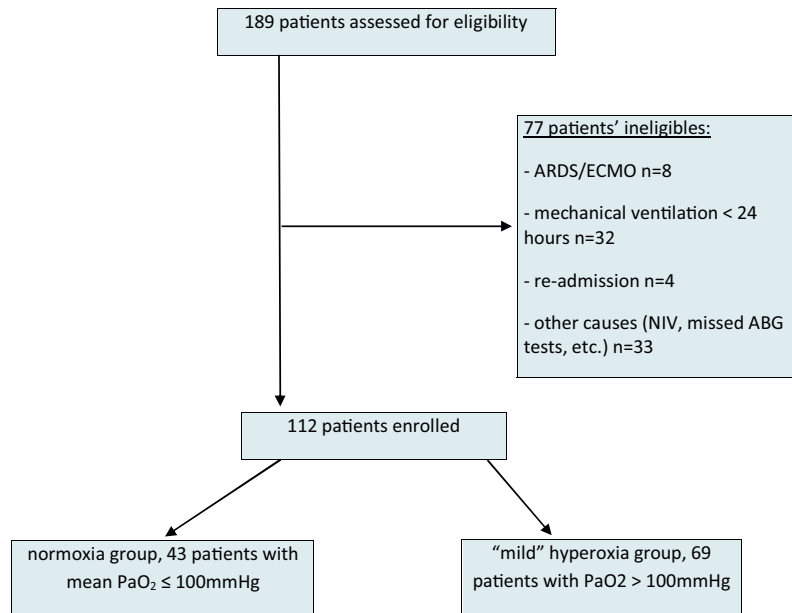 189 patients assessed for eligibility
77 patients’ ineligibles:
- ARDS/ECMO n=8
- mechanical ventilation < 24
hours n=32
- re-admission n=4
- other causes (NIV, missed ABG
tests, etc.) n=33
112 patients enrolled
normoxia group, 43 patients with
mean PaO₂ ≤ 100mmHg
“mild” hyperoxia group, 69
patients with PaO2 > 100mmHg